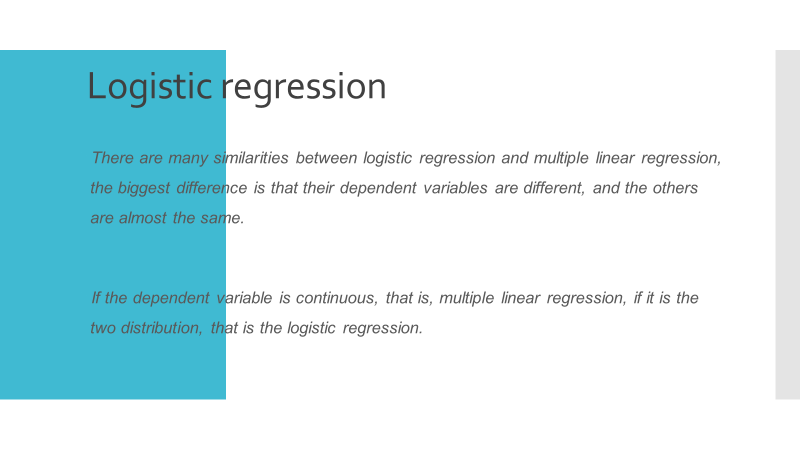 Logistic regression
There are many similarities between logistic regression and multiple linear regression,
the biggest difference is that their dependent variables are different, and the others
are almost the same.
If the dependent variable is continuous, that is, multiple linear regression, if it is the
two distribution, that is the logistic regression.